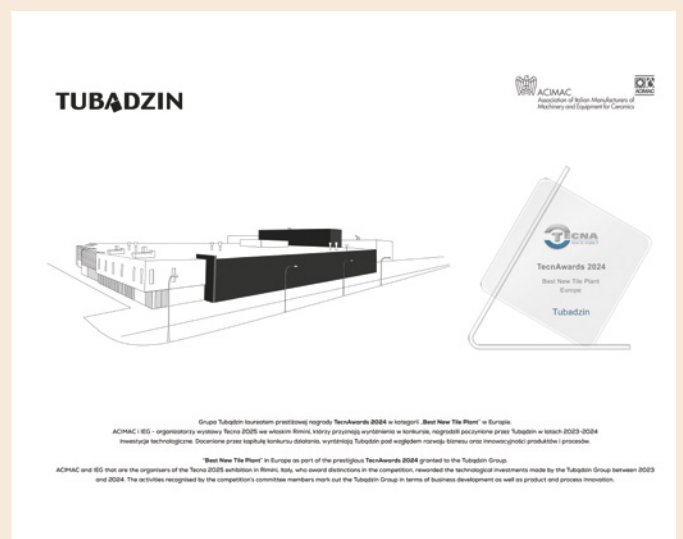 TUBĄDZIN
ACIMAC
Association of Italian Manufacturers of
Machinery and Equipment for Ceramics
ACIMAC
TECNA
TecnAwards 2024
Best New Tile Plant
Europe
Tubądzin
Grupa Tubądzin laureatem prestiżowej nagrody TecnAwards 2024 w kategorii „Best New Tile Plant” w Europie.
ACIMAC i IEG – organizatorzy wystawy Tecna 2025 we włoskim Rimini, którzy przyznają wyróżnienia w konkursie, nagrodzili poczynione przez Tubądzin w latach 2023-2024
inwestycje technologiczne. Docenione przez kapitułę konkursu działania, wyróżniają Tubądzin pod względem rozwoju biznesu oraz innowacyjności produktów i procesów.
"Best New Tile Plant" in Europe as part of the prestigious TecnAwards 2024 granted to the Tubądzin Group.
ACIMAC and IEG that are the organisers of the Tecna 2025 exhibition in Rimini, Italy, who award distinctions in the competition, rewarded the technological investments made by the Tubądzin Group between 2023
and 2024. The activities recognised by the competition's committee members mark out the Tubądzin Group in terms of business development as well as product and process innovation.